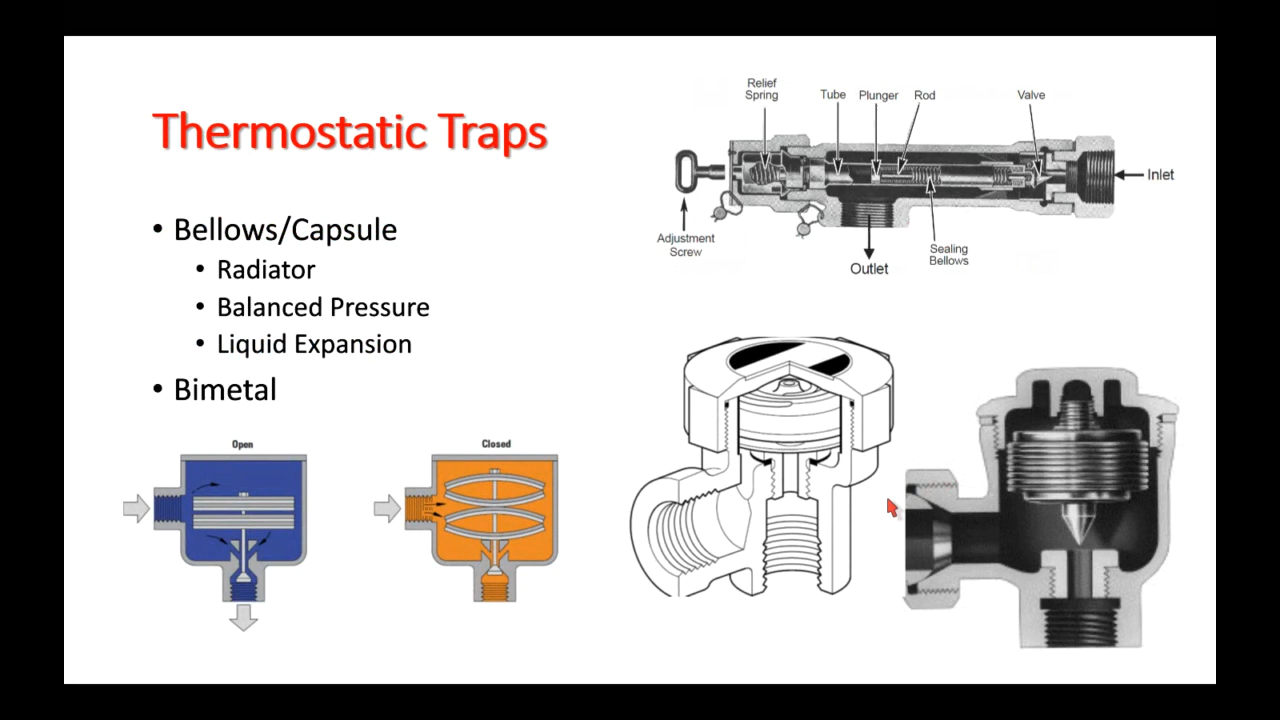 Thermostatic Traps
• Bellows/Capsule
• Radiator
• Balanced Pressure
• Liquid Expansion
• Bimetal
Relief
Spring
Tube
Plunger
Rod
Valve
Inlet
Adjustment
Screw
Outlet
Sealing
Bellows
Open
Closed